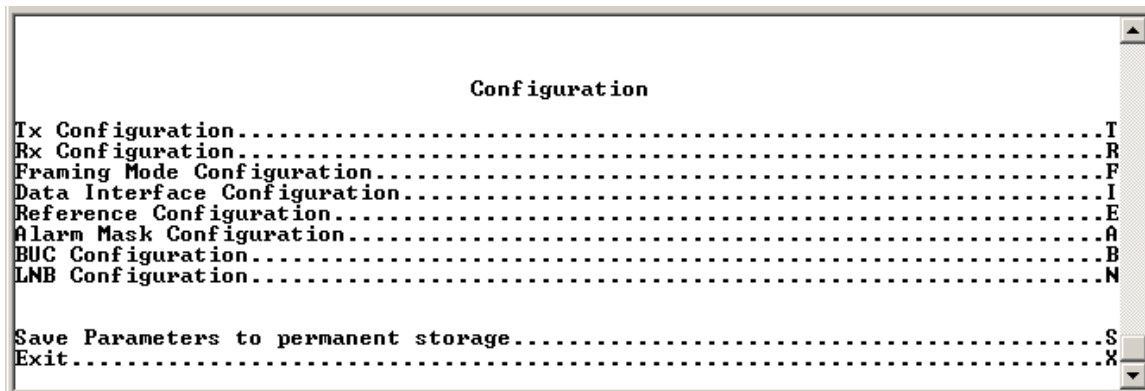 Configuration
Tx Configuration...............................................................T
Rx Configuration...............................................................R
Framing Mode Configuration.....................................................F
Data Interface Configuration...................................................I
Reference Configuration........................................................E
Alarm Mask Configuration.......................................................A
BUC Configuration..............................................................B
LNB Configuration..............................................................N
Save Parameters to permanent storage...........................................S
Exit...........................................................................X